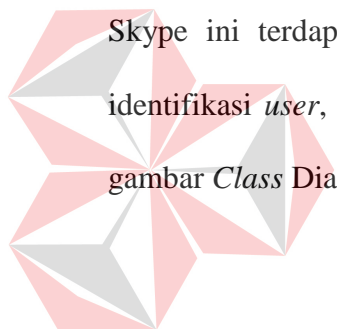 Skype ini terdap
identifikasi user,
gambar Class Dia